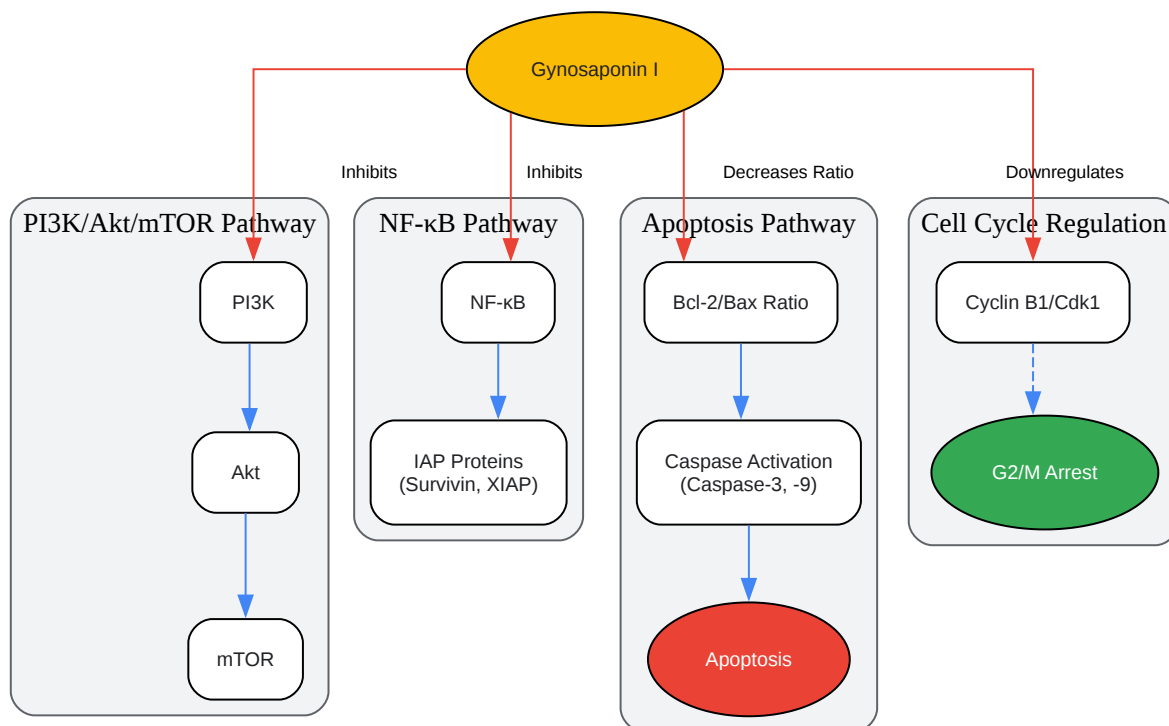 Gynosaponin I
Inhibits
Inhibits
Decreases Ratio
Downregulates
PI3K/Akt/mTOR Pathway
NF-κB Pathway
Apoptosis Pathway
Cell Cycle Regulation
PI3K
NF-κB
Bcl-2/Bax Ratio
Cyclin B1/Cdk1
Akt
IAP Proteins
(Survivin, XIAP)
Caspase Activation
(Caspase-3, -9)
G2/M Arrest
mTOR
Apoptosis